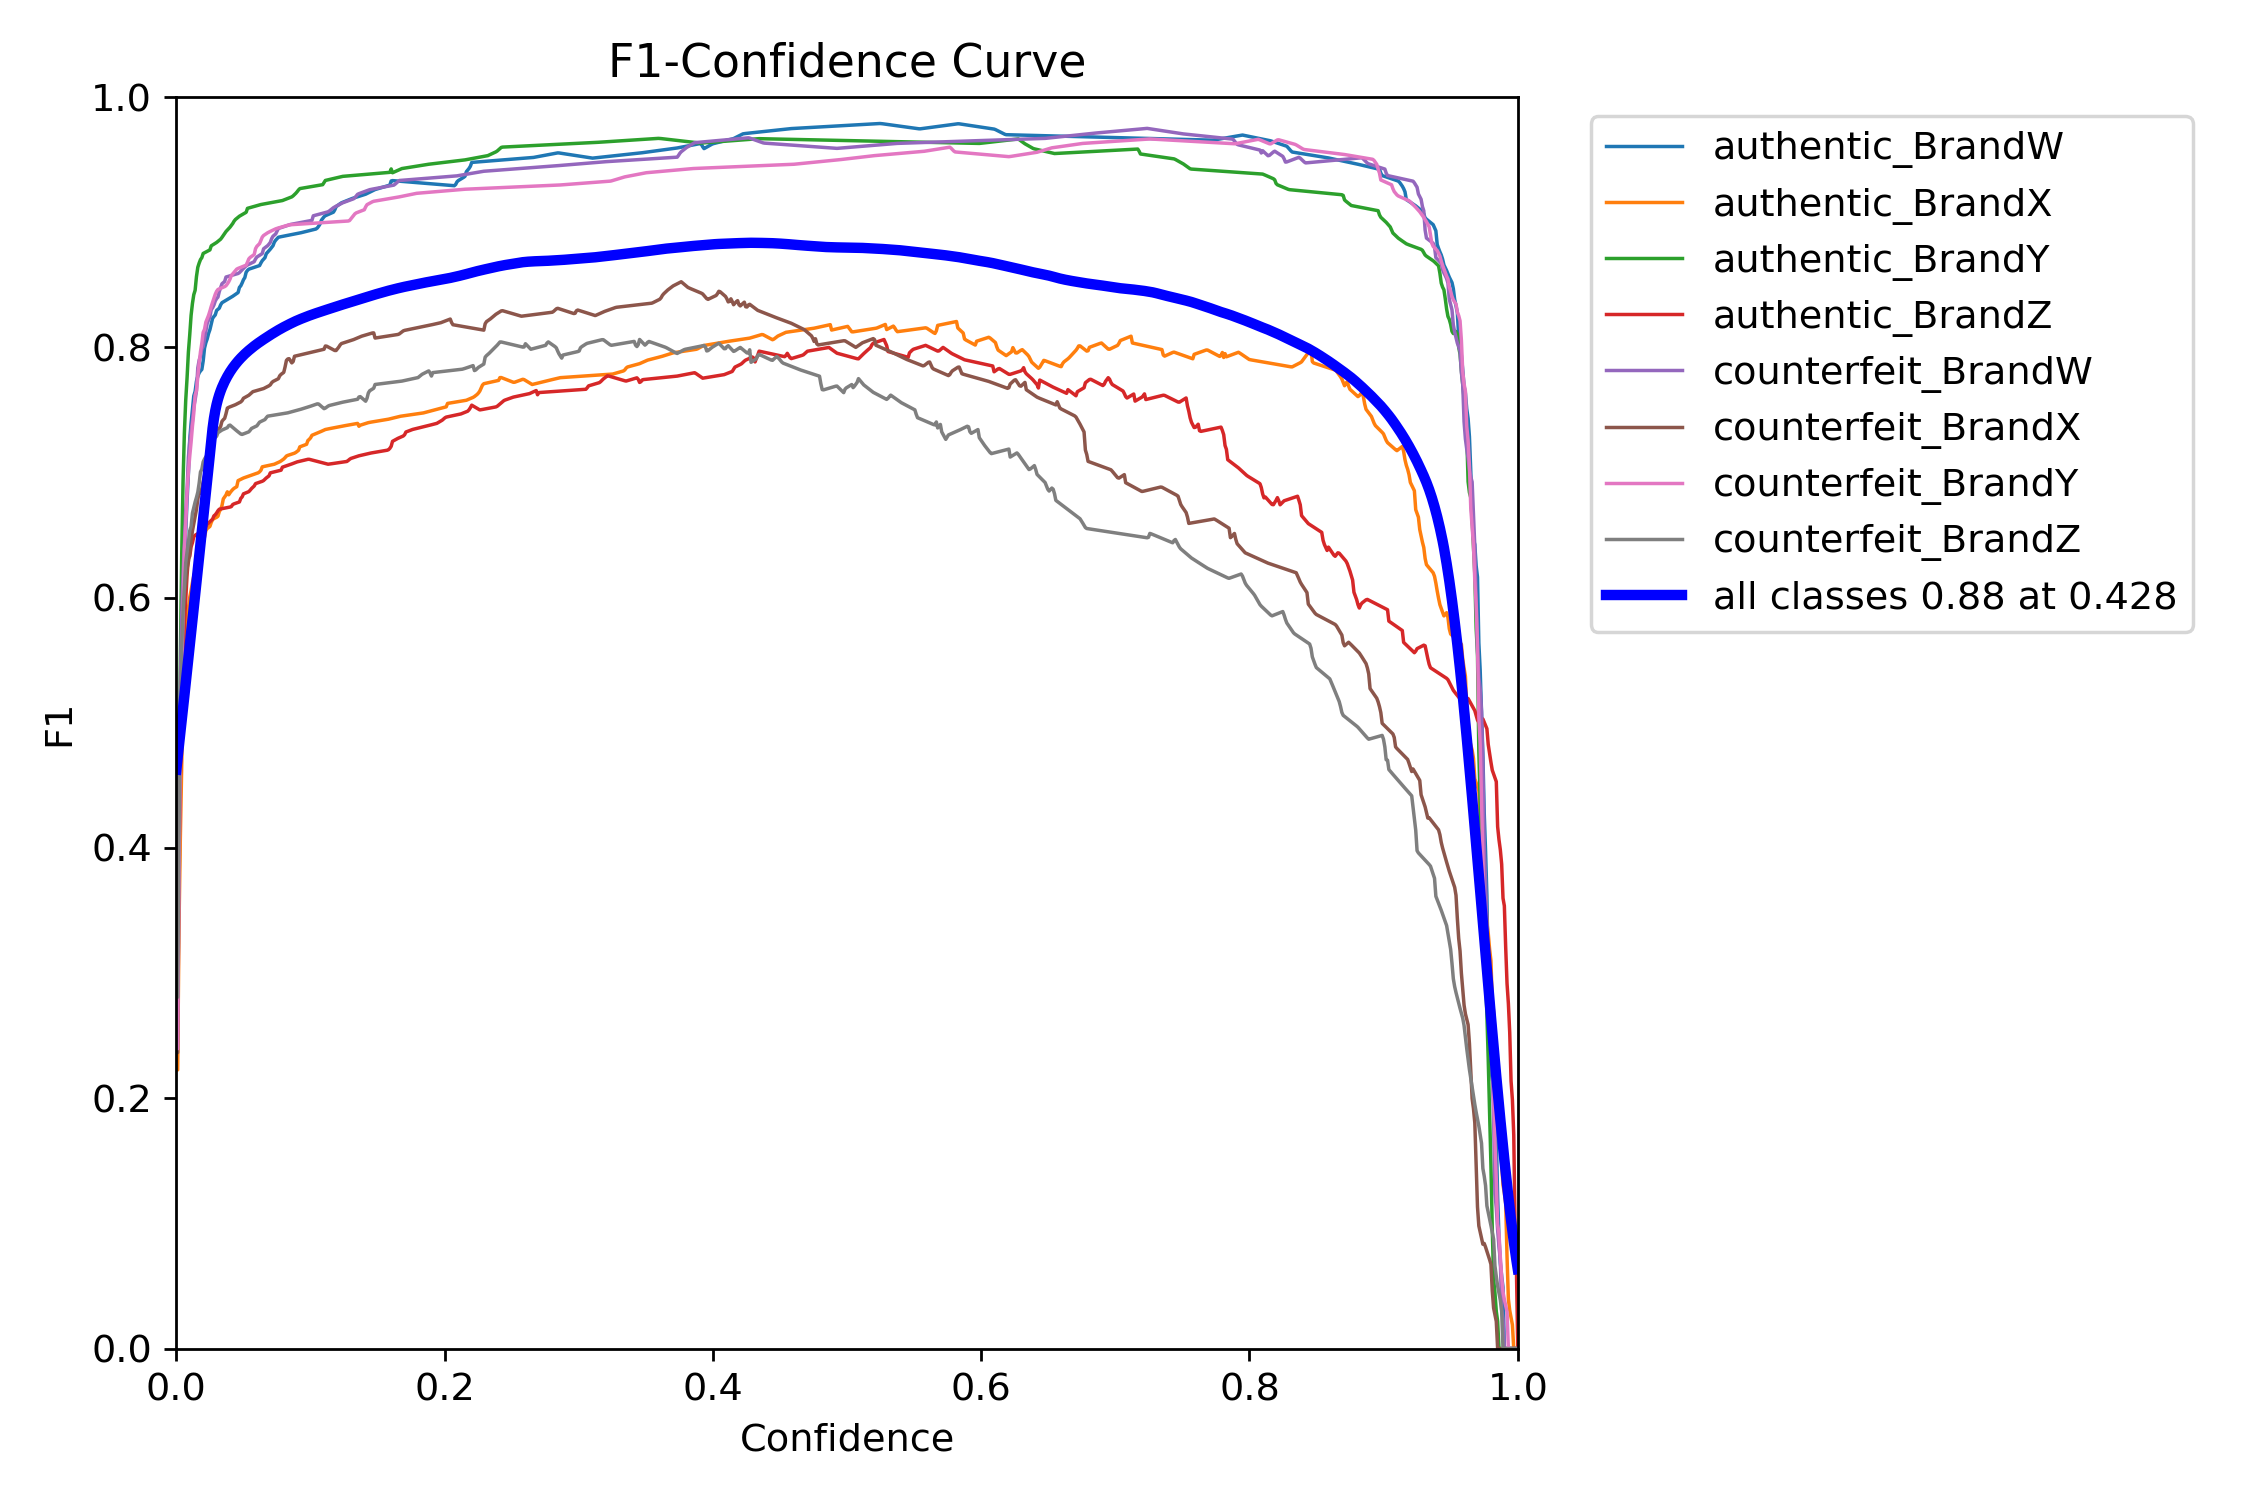 F1-Confidence Curve
1.0
0.8
0.6
0.4
0.2
0.0
F1
0.0 0.2 0.4 0.6 0.8 1.0
Confidence
authentic_BrandW
authentic_BrandX
authentic_BrandY
authentic_BrandZ
counterfeit_BrandW
counterfeit_BrandX
counterfeit_BrandY
counterfeit_BrandZ
all classes 0.88 at 0.428